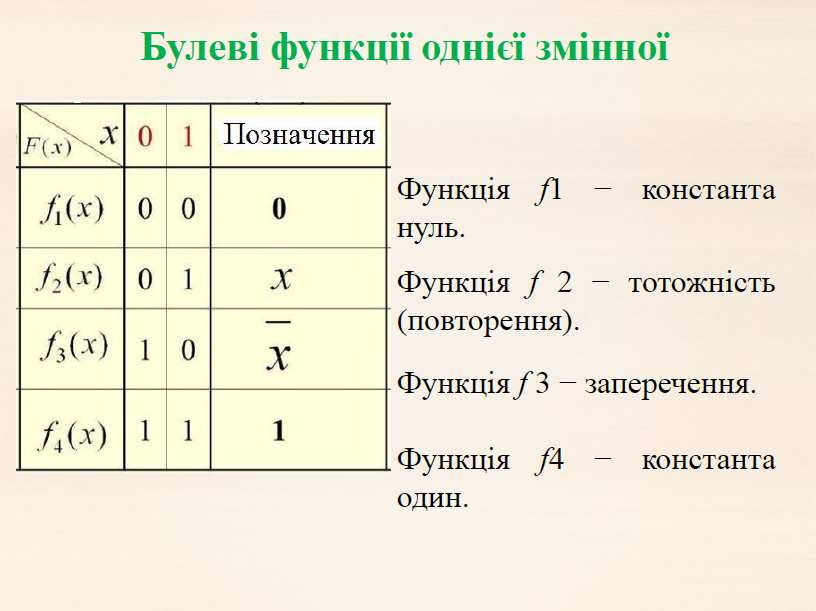 Булеві функції однієї змінної
F(x) x 0 1 Позначення
f₁(x) 0 0 0
f₂(x) 0 1 x
f₃(x) 1 0 x̅
f₄(x) 1 1 1
Функція f1 − константа
нуль.
Функція f 2 − тотожність
(повторення).
Функція f 3 − заперечення.
Функція f4 − константа
один.